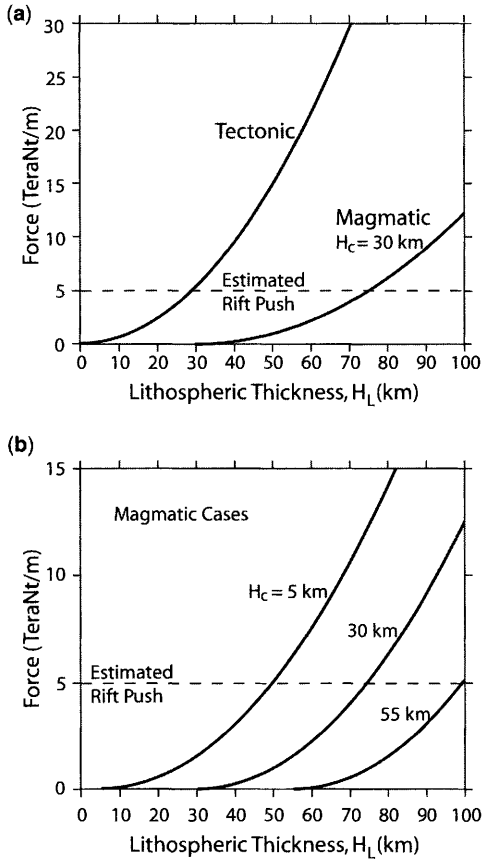 (a)
30
25
20
15
10
5
0
Force (TeraNt/m)
Tectonic
Magmatic
Hc = 30 km
Estimated
Rift Push
0 10 20 30 40 50 60 70 80 90 100
Lithospheric Thickness, HL (km)
(b)
15
10
5
0
Force (TeraNt/m)
Magmatic Cases
Hc = 5 km
30 km
Estimated
Rift Push
55 km
0 10 20 30 40 50 60 70 80 90 100
Lithospheric Thickness, HL (km)